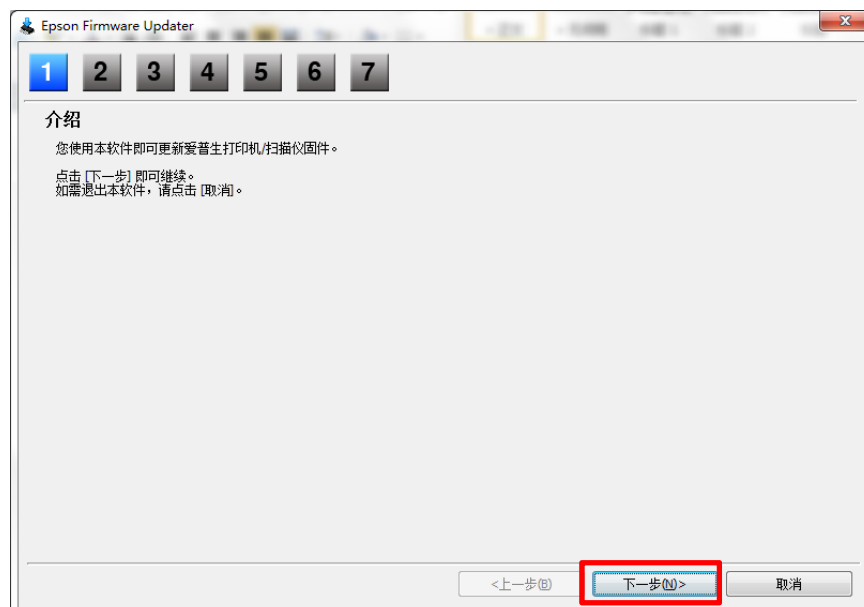 Epson Firmware Updater
1 2 3 4 5 6 7
介绍
您使用本软件即可更新爱普生打印机/扫描仪固件。
点击 [下一步] 即可继续。
如需退出本软件，请点击 [取消]。
<上一步(B) 下一步(N)> 取消